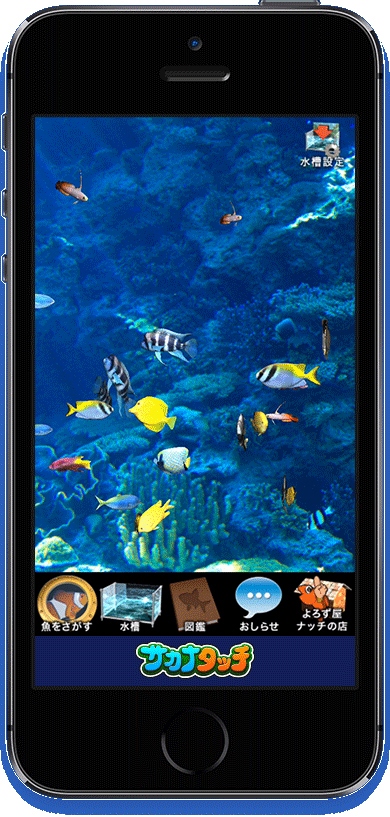 水槽設定
魚をさがす
水槽
図鑑
おしらせ
よろず屋
ナッチの店
サカナタッチ